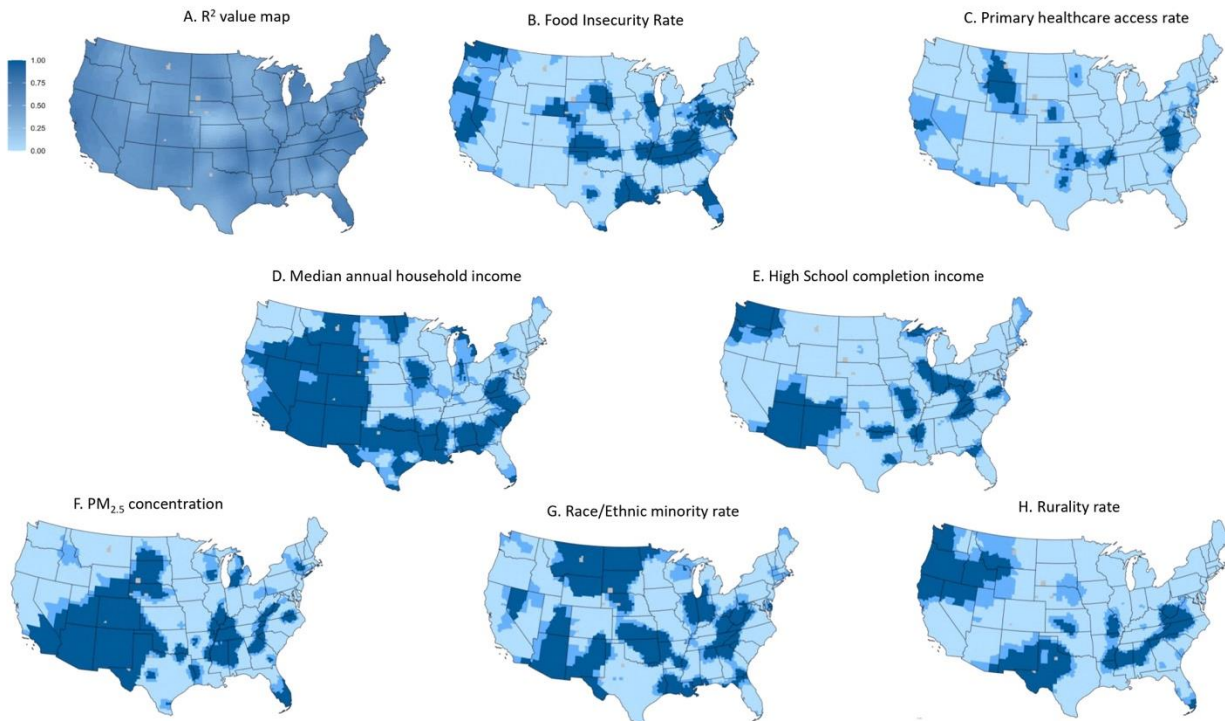 A. R² value map
B. Food Insecurity Rate
C. Primary healthcare access rate
1.00
0.75
0.50
0.25
0.00
D. Median annual household income
E. High School completion income
F. PM₂.₅ concentration
G. Race/Ethnic minority rate
H. Rurality rate